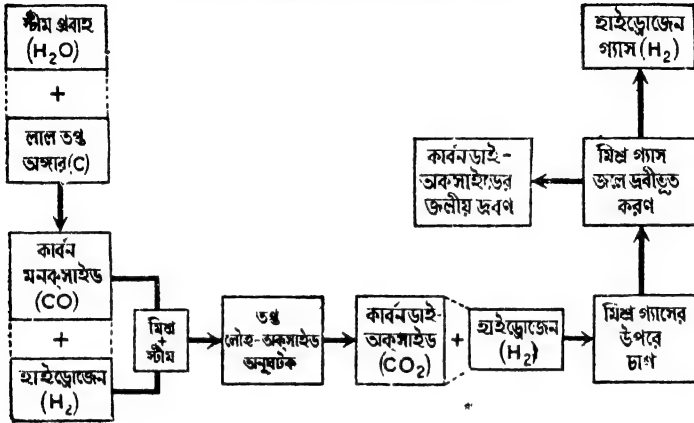 স্টীম প্রবাহ
(H₂O)
+
লাল তপ্ত
অঙ্গার (C)
কার্বন
মনক্সাইড
(CO)
+
হাইড্রোজেন
(H₂)
মিশ্র
+
স্টীম
তপ্ত
লৌহ-অক্সাইড
অনুঘটক
কার্বনডাই-
অক্সাইড
(CO₂)
+
হাইড্রোজেন
(H₂)
মিশ্র গ্যাসের
উপরে
চাপ
মিশ্র গ্যাস
জলে দ্রবীভূত
করণ
কার্বনডাই-
অকসাইডের
জলীয় দ্রবণ
হাইড্রোজেন
গ্যাস (H₂)